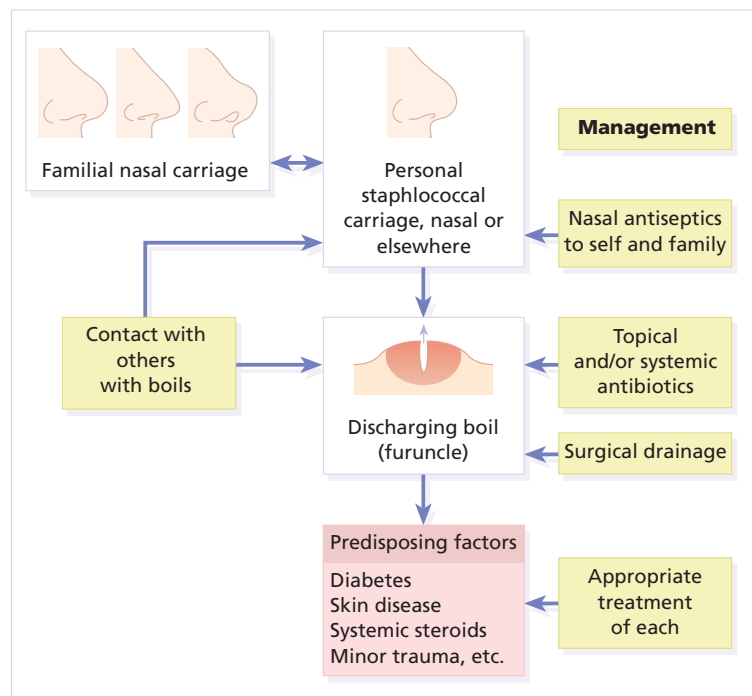 Familial nasal carriage
Personal
staphlococcal
carriage, nasal or
elsewhere
Management
Nasal antiseptics
to self and family
Contact with
others
with boils
Discharging boil
(furuncle)
Topical
and/or systemic
antibiotics
Surgical drainage
Predisposing factors
Diabetes
Skin disease
Systemic steroids
Minor trauma, etc.
Appropriate
treatment
of each